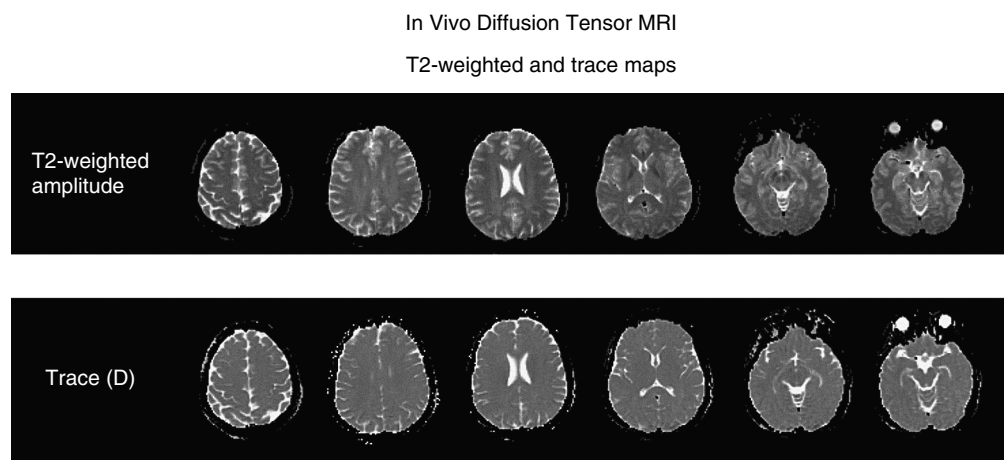 In Vivo Diffusion Tensor MRI
T2-weighted and trace maps
T2-weighted
amplitude
Trace (D)